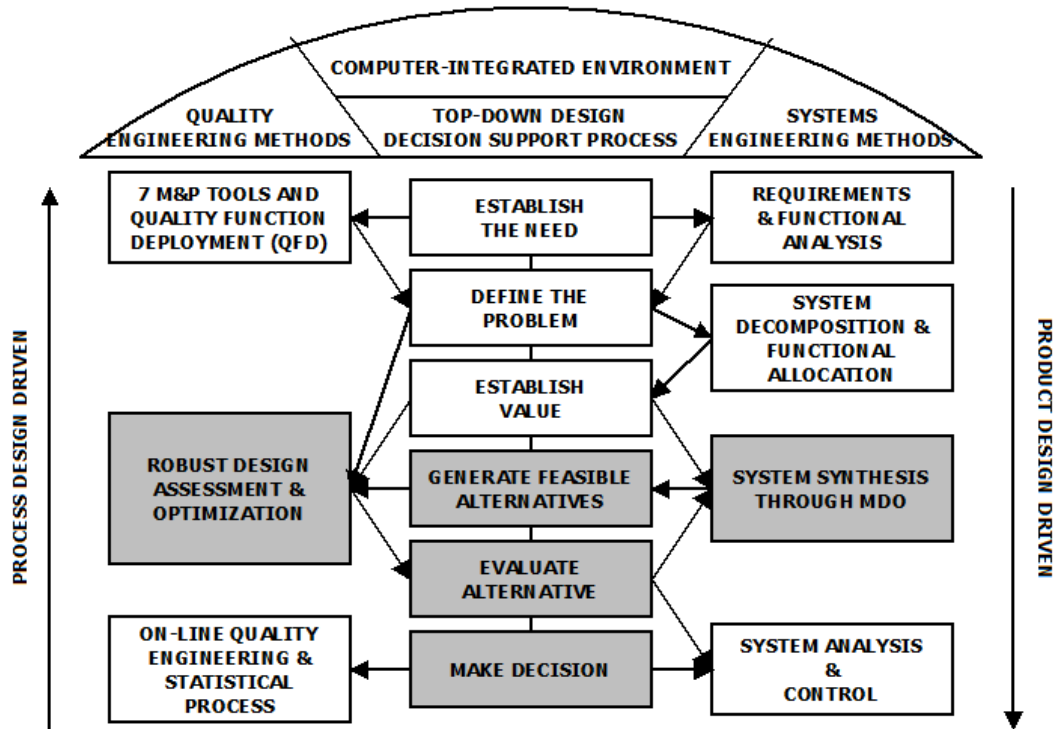 COMPUTER-INTEGRATED ENVIRONMENT
QUALITY
ENGINEERING METHODS
TOP-DOWN DESIGN
DECISION SUPPORT PROCESS
SYSTEMS
ENGINEERING METHODS
7 M&P TOOLS AND
QUALITY FUNCTION
DEPLOYMENT (QFD)
ESTABLISH
THE NEED
REQUIREMENTS
& FUNCTIONAL
ANALYSIS
DEFINE THE
PROBLEM
SYSTEM
DECOMPOSITION &
FUNCTIONAL
ALLOCATION
ESTABLISH
VALUE
ROBUST DESIGN
ASSESSMENT &
OPTIMIZATION
GENERATE FEASIBLE
ALTERNATIVES
SYSTEM SYNTHESIS
THROUGH MDO
EVALUATE
ALTERNATIVE
ON-LINE QUALITY
ENGINEERING &
STATISTICAL
PROCESS
MAKE DECISION
SYSTEM ANALYSIS
&
CONTROL
PROCESS DESIGN DRIVEN
PRODUCT DESIGN DRIVEN